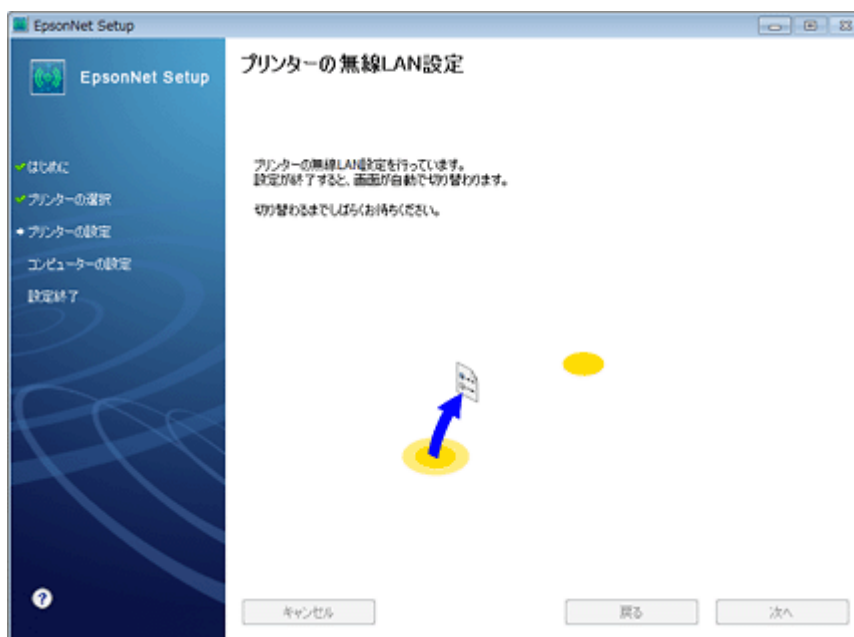 EpsonNet Setup
EpsonNet Setup
はじめに
プリンターの選択
プリンターの設定
コンピューターの設定
設定終了
プリンターの無線LAN設定
プリンターの無線LAN設定を行っています。
設定が終了すると、画面が自動で切り替わります。
切り替わるまでしばらくお待ちください。
?
キャンセル
戻る
次へ